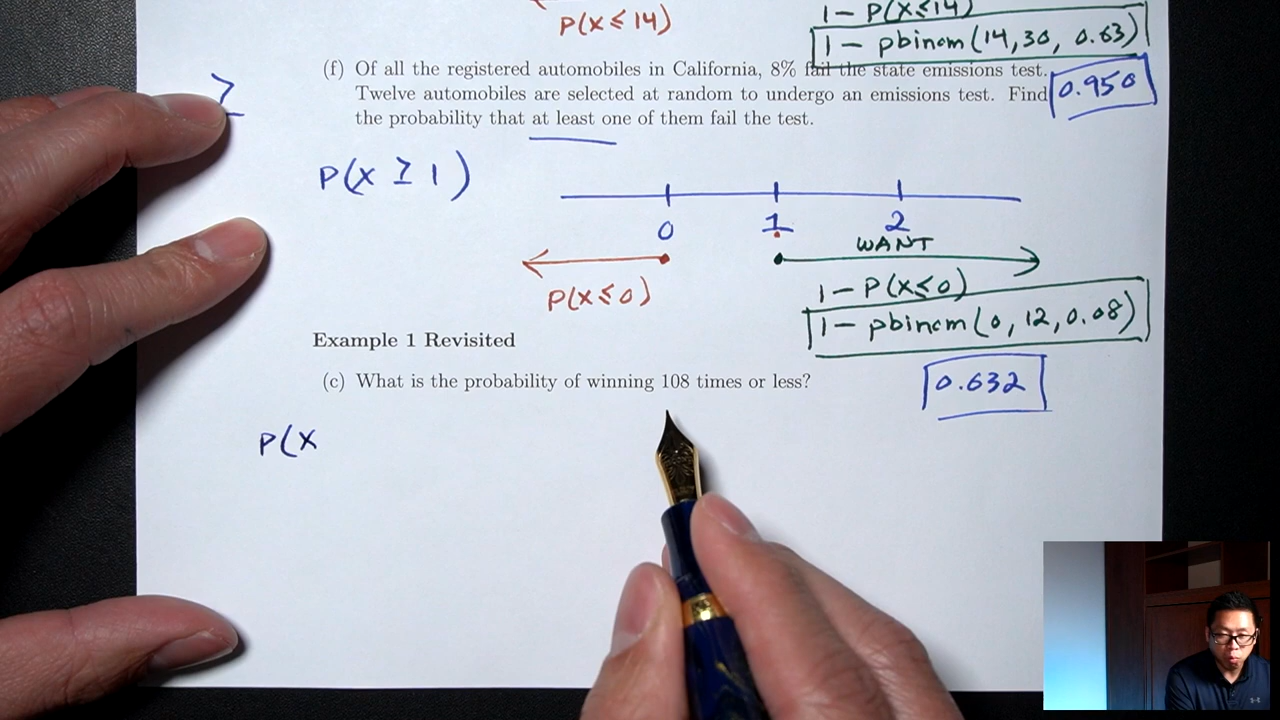 P(x ≤ 14)
1 - P(x ≤ 14)
1 - pbinom(14, 30, 0.63)
(f) Of all the registered automobiles in California, 8% fail the state emissions test.
Twelve automobiles are selected at random to undergo an emissions test. Find
the probability that at least one of them fail the test.
0.950
≥
P(x ≥ 1)
0 1 2
WANT
P(x ≤ 0)
1 - P(x ≤ 0)
1 - pbinom(0, 12, 0.08)
0.632
Example 1 Revisited
(c) What is the probability of winning 108 times or less?
P(x